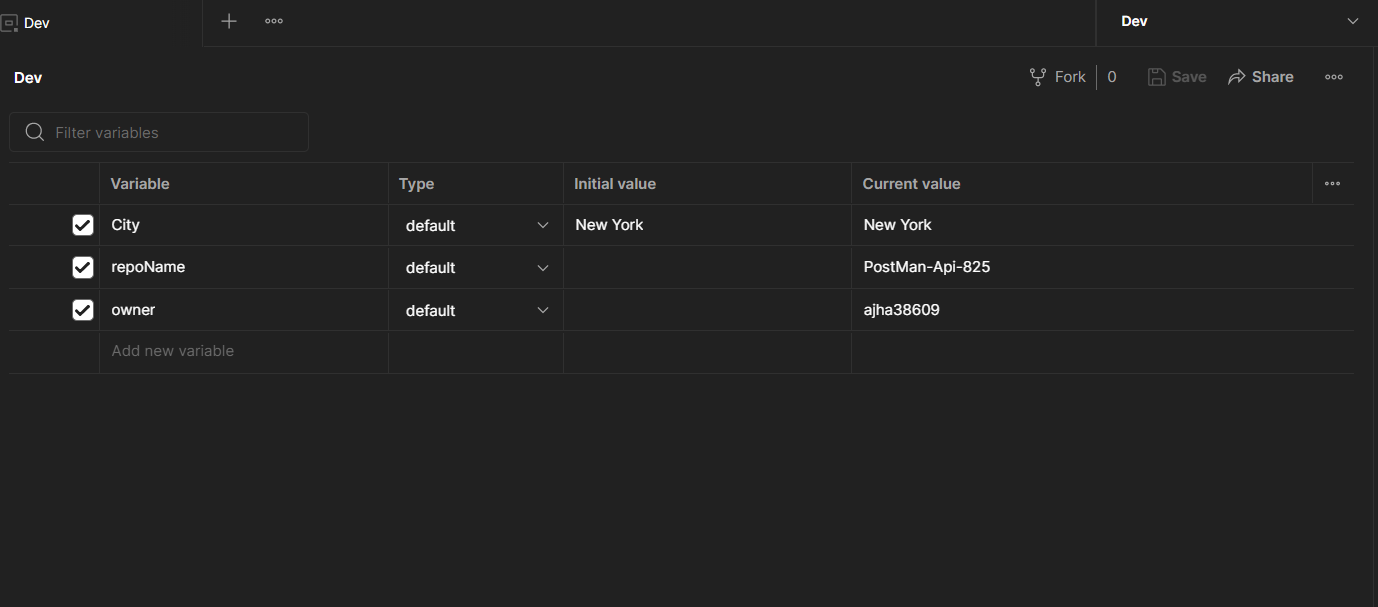 Dev
Dev
Dev
Fork 0 Save Share
Filter variables
Variable Type Initial value Current value
City default New York New York
repoName default PostMan-Api-825
owner default ajha38609
Add new variable